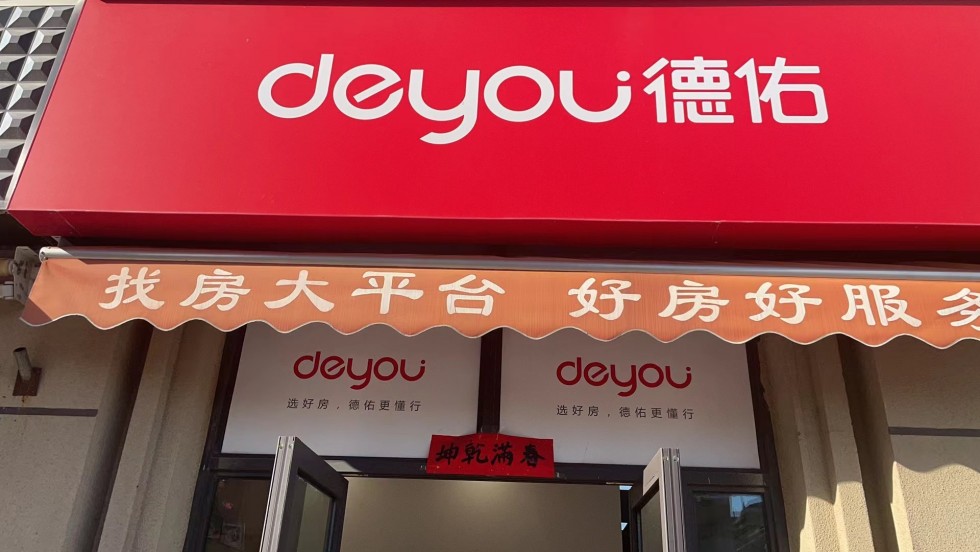 deyou德佑
找房大平台 好房好服务
deyou
选好房，德佑更懂行
deyou
选好房，德佑更懂行
坤乾满春